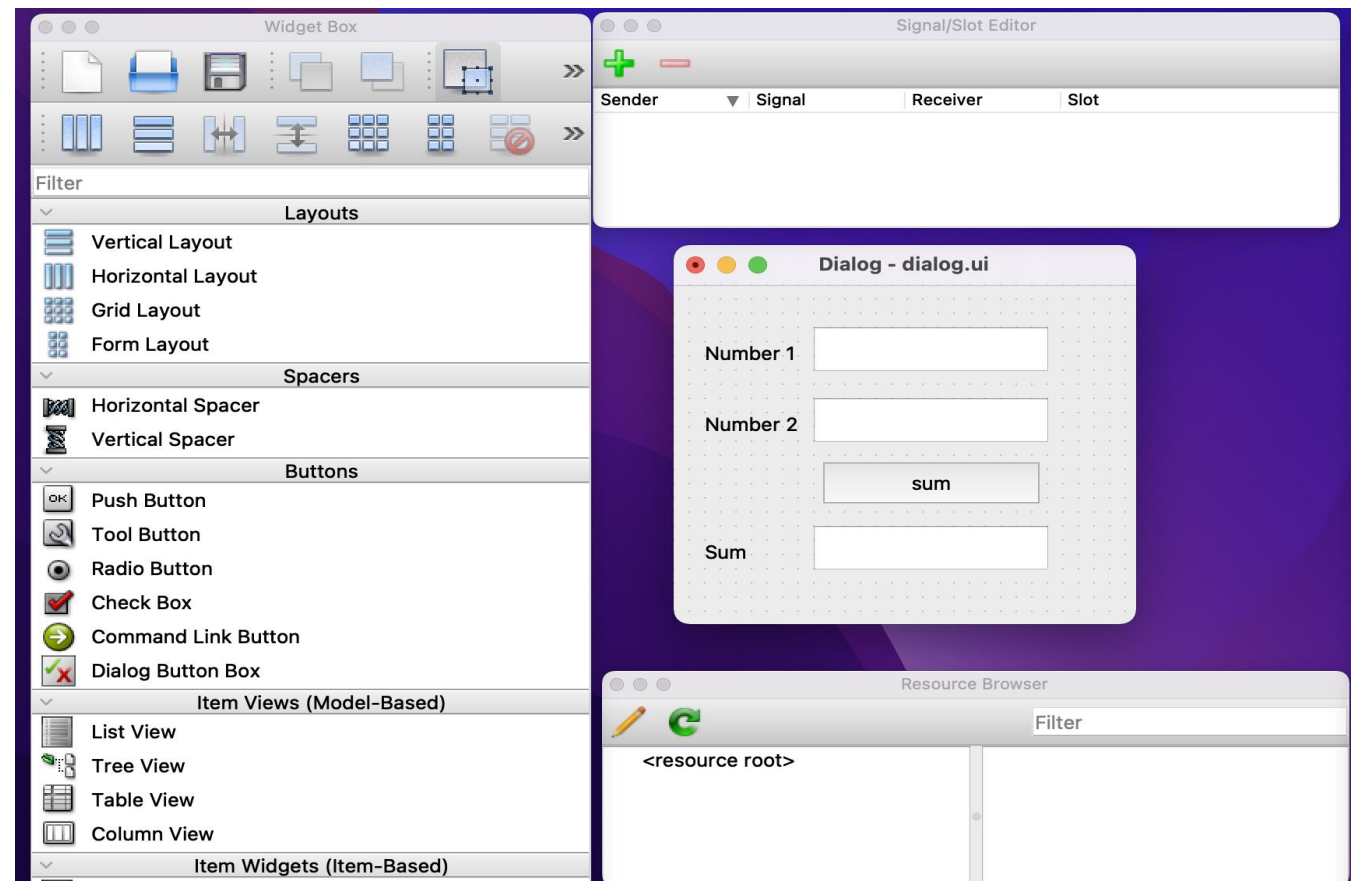 Widget Box
Filter
Layouts
Vertical Layout
Horizontal Layout
Grid Layout
Form Layout
Spacers
Horizontal Spacer
Vertical Spacer
Buttons
OK Push Button
Tool Button
Radio Button
Check Box
Command Link Button
Dialog Button Box
Item Views (Model-Based)
List View
Tree View
Table View
Column View
Item Widgets (Item-Based)
Signal/Slot Editor
Sender Signal Receiver Slot
Dialog - dialog.ui
Number 1
Number 2
sum
Sum
Resource Browser
Filter
<resource root>